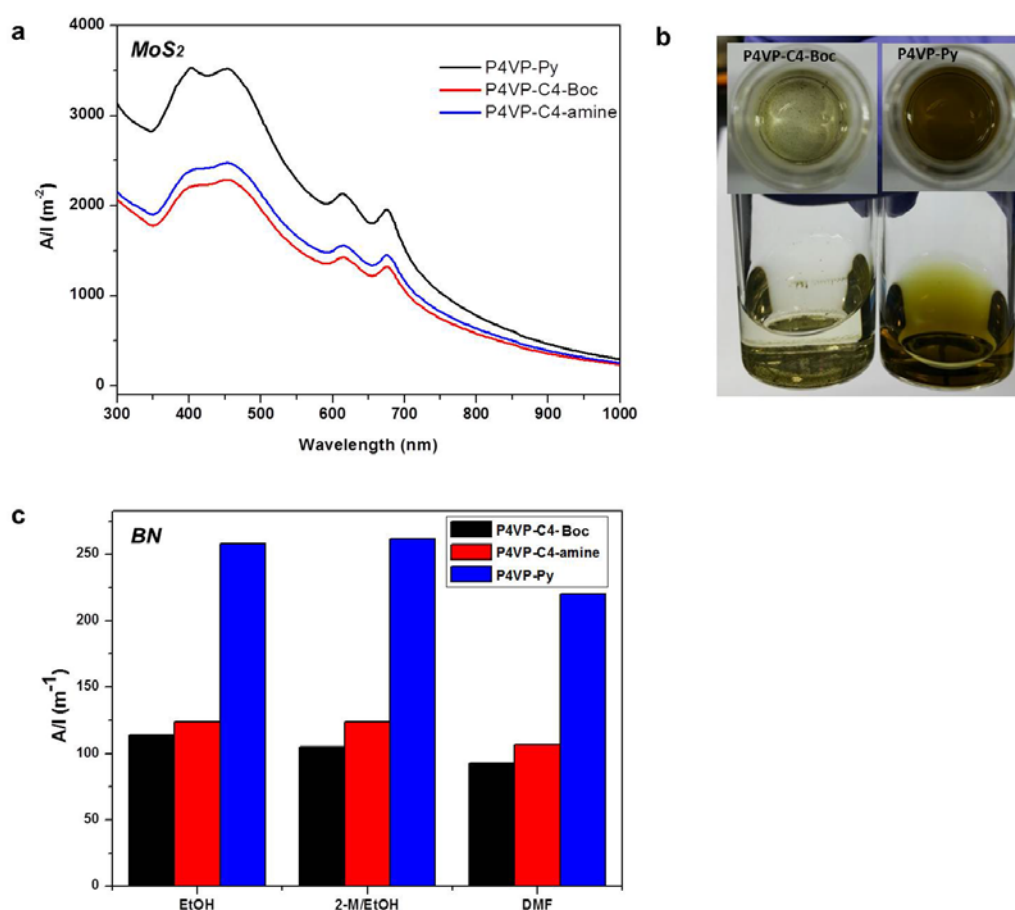 a
MoS2
P4VP-Py
P4VP-C4-Boc
P4VP-C4-amine
4000
3000
2000
1000
0
A/I (m-2)
300 400 500 600 700 800 900 1000
Wavelength (nm)
b
P4VP-C4-Boc
P4VP-Py
c
BN
P4VP-C4-Boc
P4VP-C4-amine
P4VP-Py
250
200
150
100
50
0
A/I (m-1)
EtOH 2-M/EtOH DMF